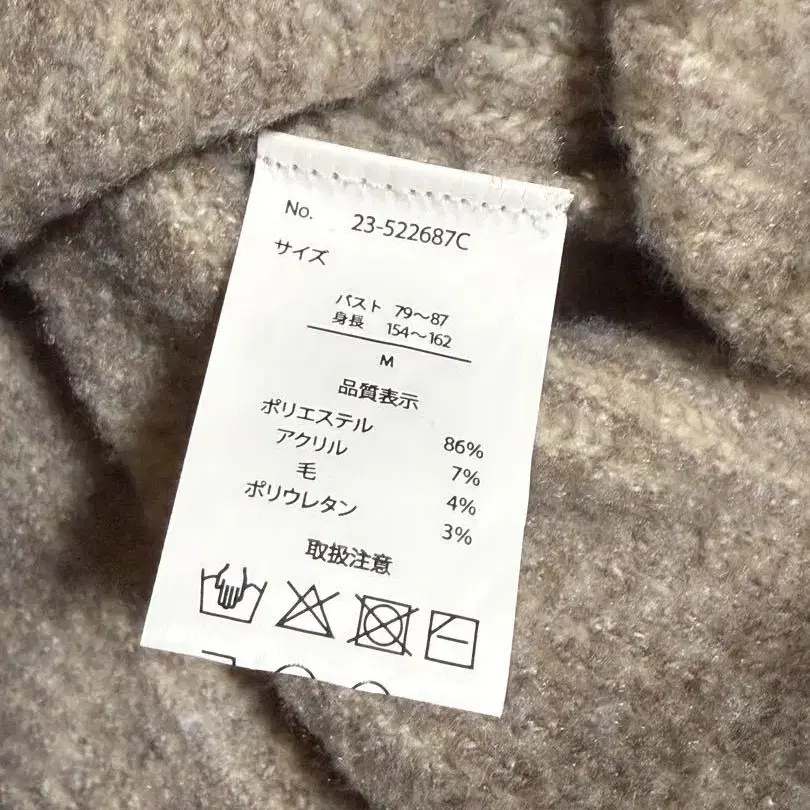 No. 23-522687C
サイズ
バスト 79～87
身長 154～162
M
品質表示
ポリエステル 86%
アクリル 7%
毛 4%
ポリウレタン 3%
取扱注意